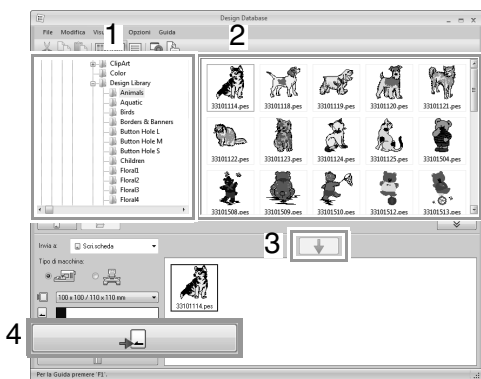 Design Database
File Modifica Opzioni Guida
1
2
ClipArt
Color
Design Library
Animals
Aquatic
Birds
Borders & Banners
Button Hole L
Button Hole M
Button Hole S
Children
Floral1
Floral2
Floral3
Floral4
33101114.pes 33101118.pes 33101119.pes 33101120.pes 33101121.pes
33101122.pes 33101123.pes 33101124.pes 33101125.pes 33101504.pes
33101508.pes 33101509.pes 33101510.pes 33101512.pes 33101513.pes
3
Invia a: Scri.scheda
Tipo di macchine:
100 x 100 / 110 x 110 mm
33101114.pes
4
Per la Guida premere 'F1'.